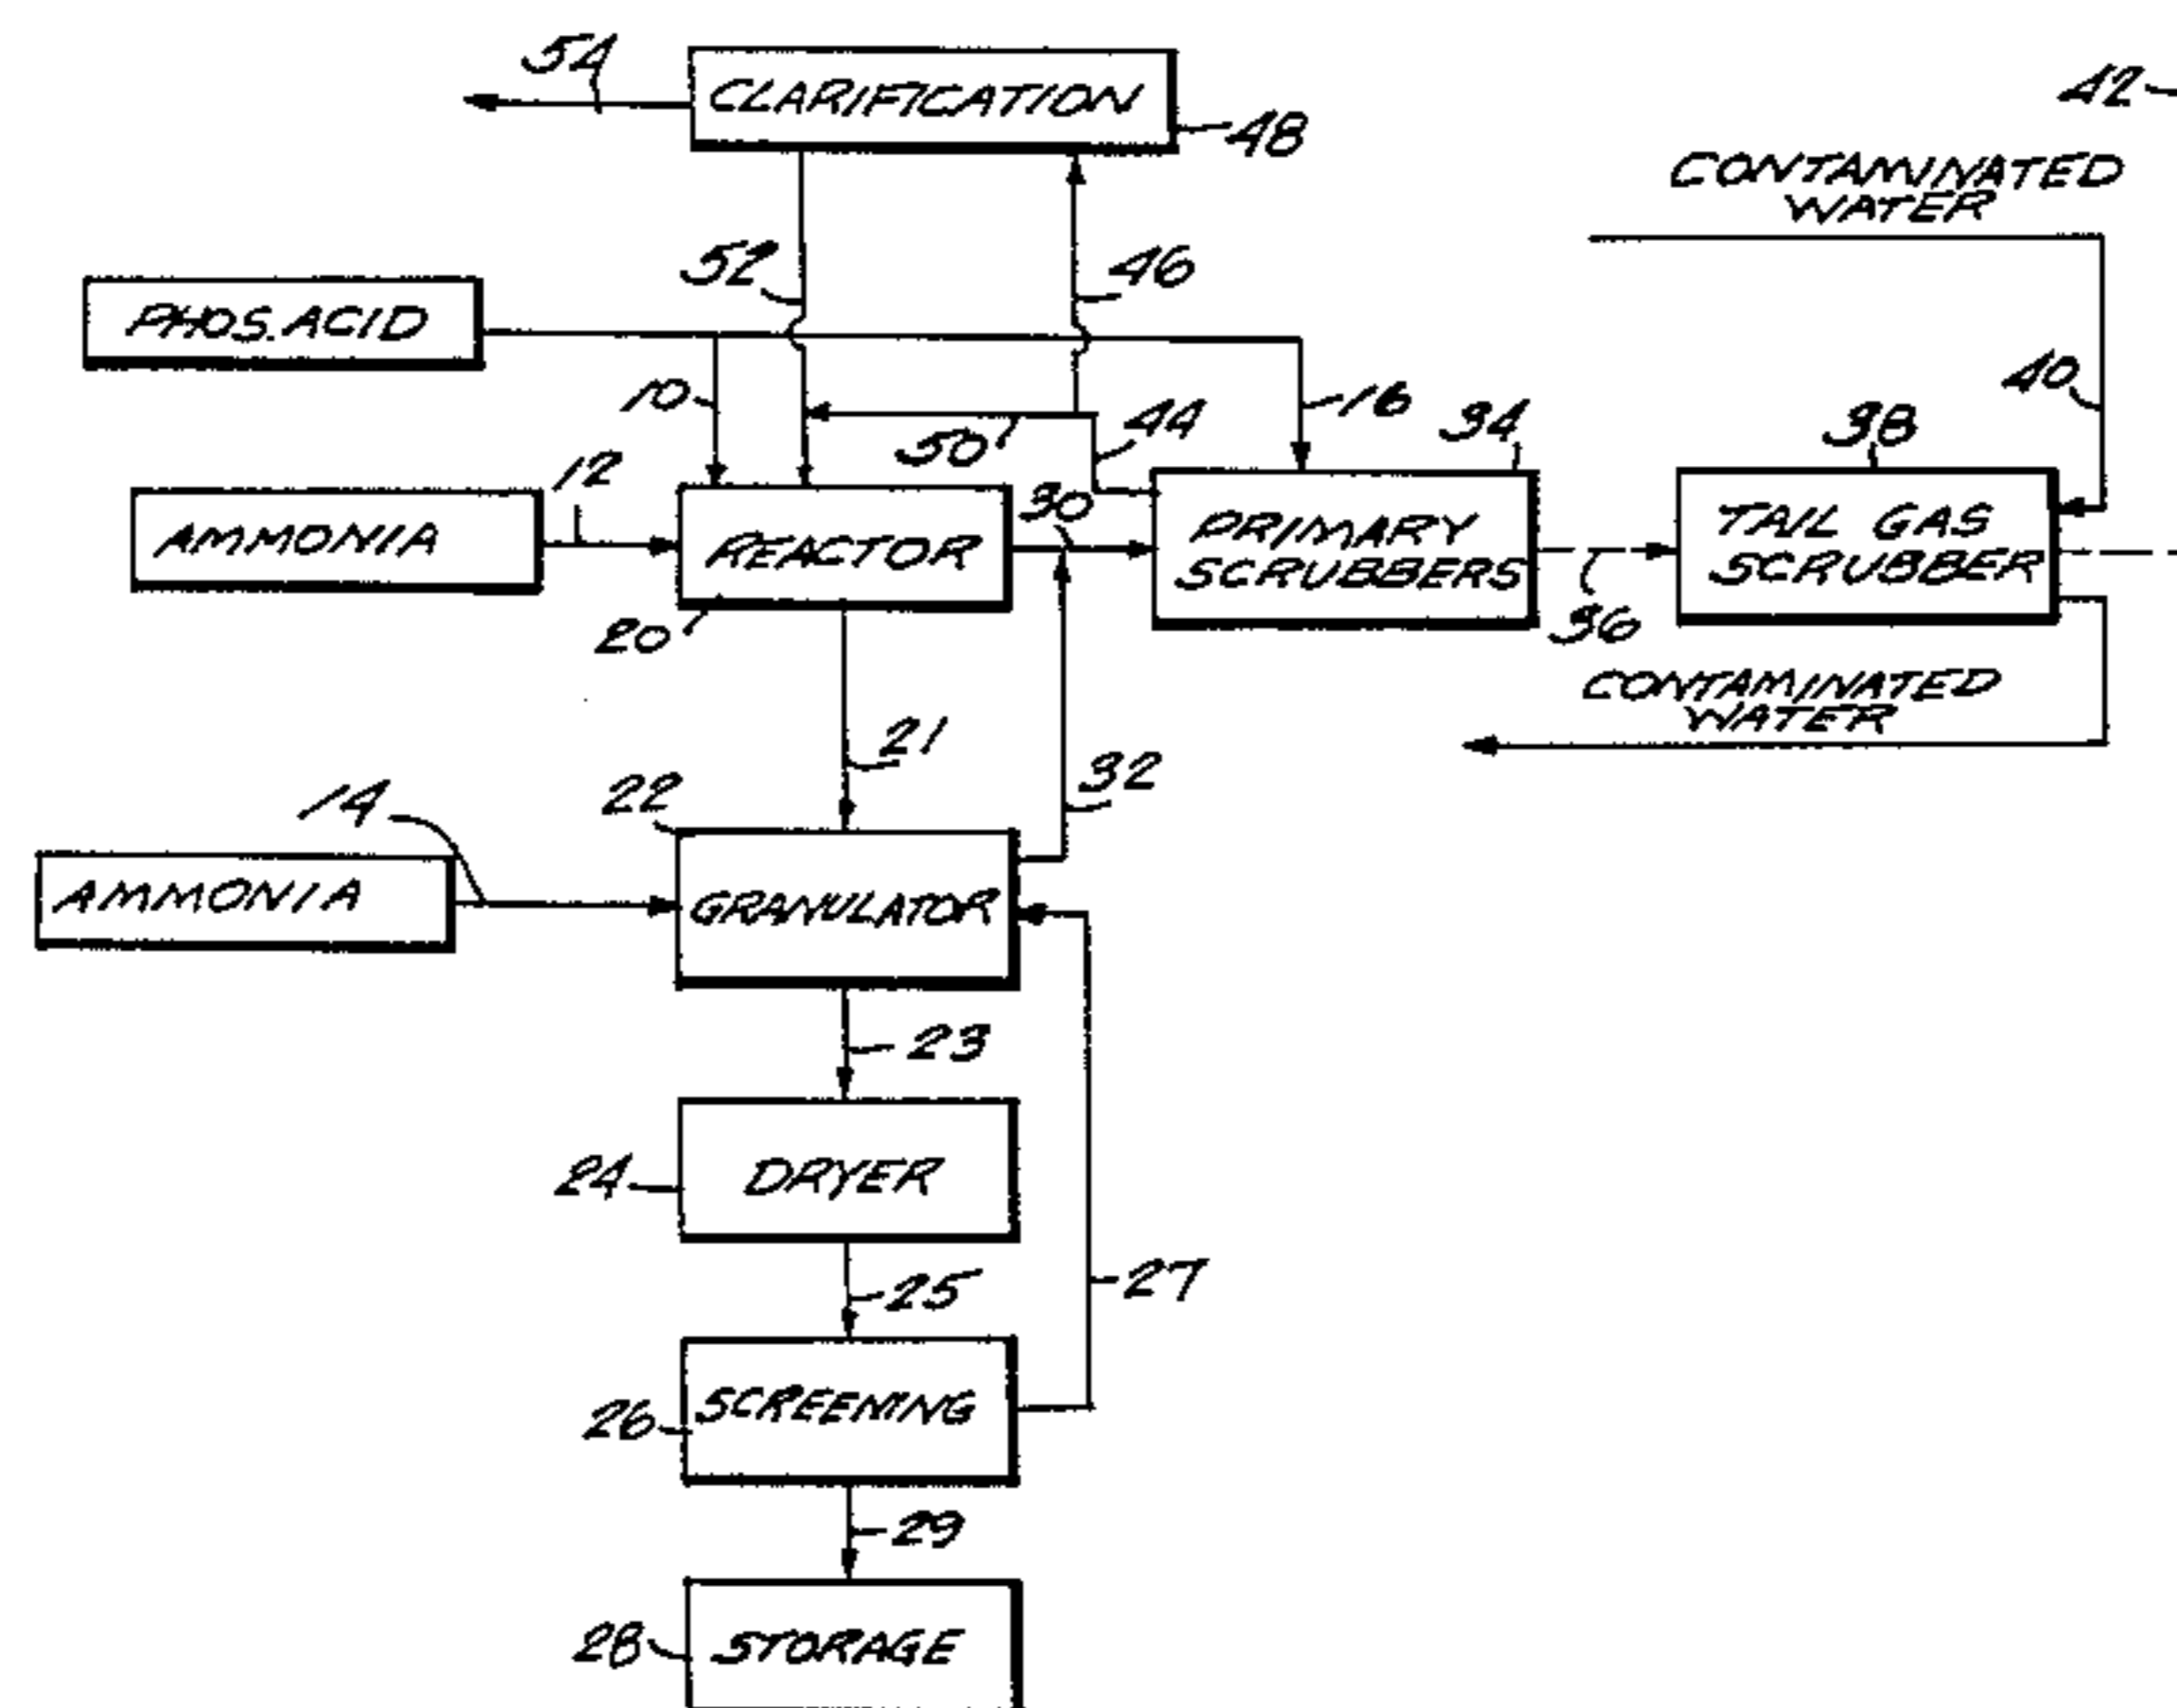 54
CLARIFICATION
48
42
CONTAMINATED
WATER
52
46
PHOS. ACID
10
16
40
44
34
38
50
12
30
AMMONIA
REACTOR
PRIMARY
SCRUBBERS
TAIL GAS
SCRUBBER
20
36
CONTAMINATED
WATER
21
32
22
14
AMMONIA
GRANULATOR
23
24
DRYER
25
27
26
SCREENING
29
28
STORAGE